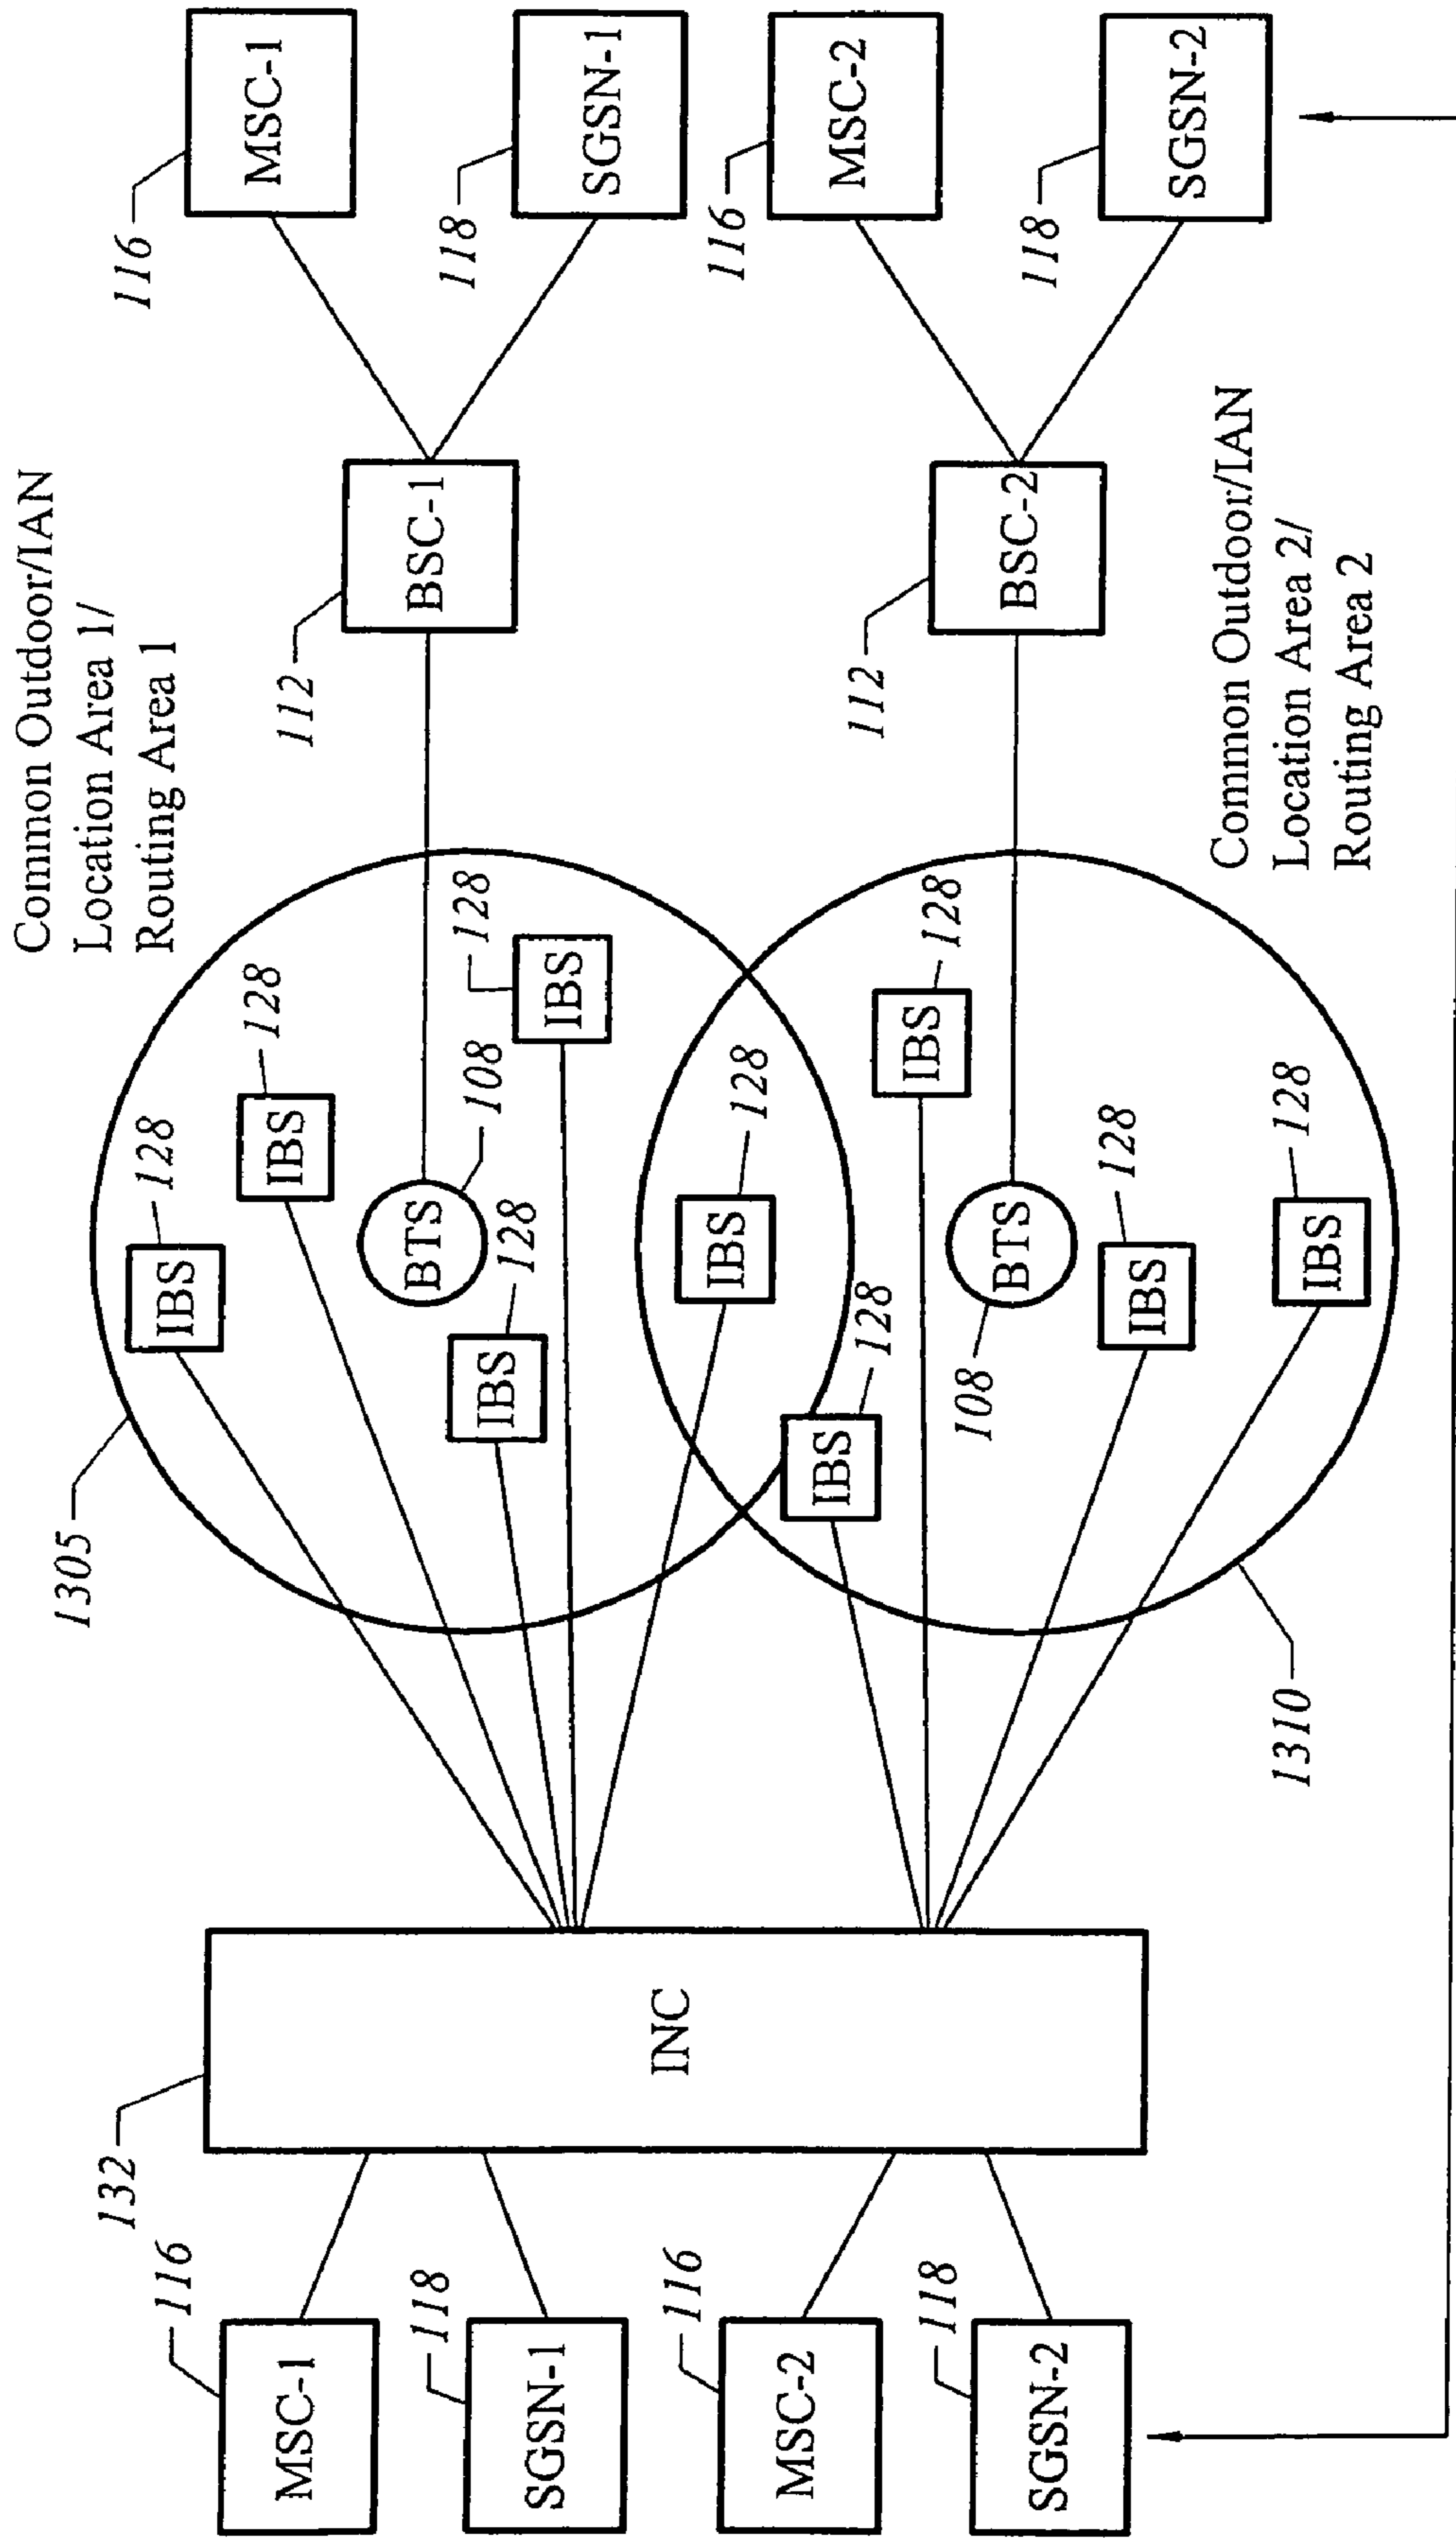 Common Outdoor/IAN
Location Area 1/
Routing Area 1
132
116
MSC-1
118
SGSN-1
116
MSC-2
118
SGSN-2
INC
1305
128
IBS
128
IBS
108
BTS
128
IBS
128
IBS
128
IBS
128
IBS
128
IBS
108
BTS
128
IBS
128
IBS
1310
112
BSC-1
112
BSC-2
116
MSC-1
118
SGSN-1
116
MSC-2
118
SGSN-2
Common Outdoor/IAN
Location Area 2/
Routing Area 2